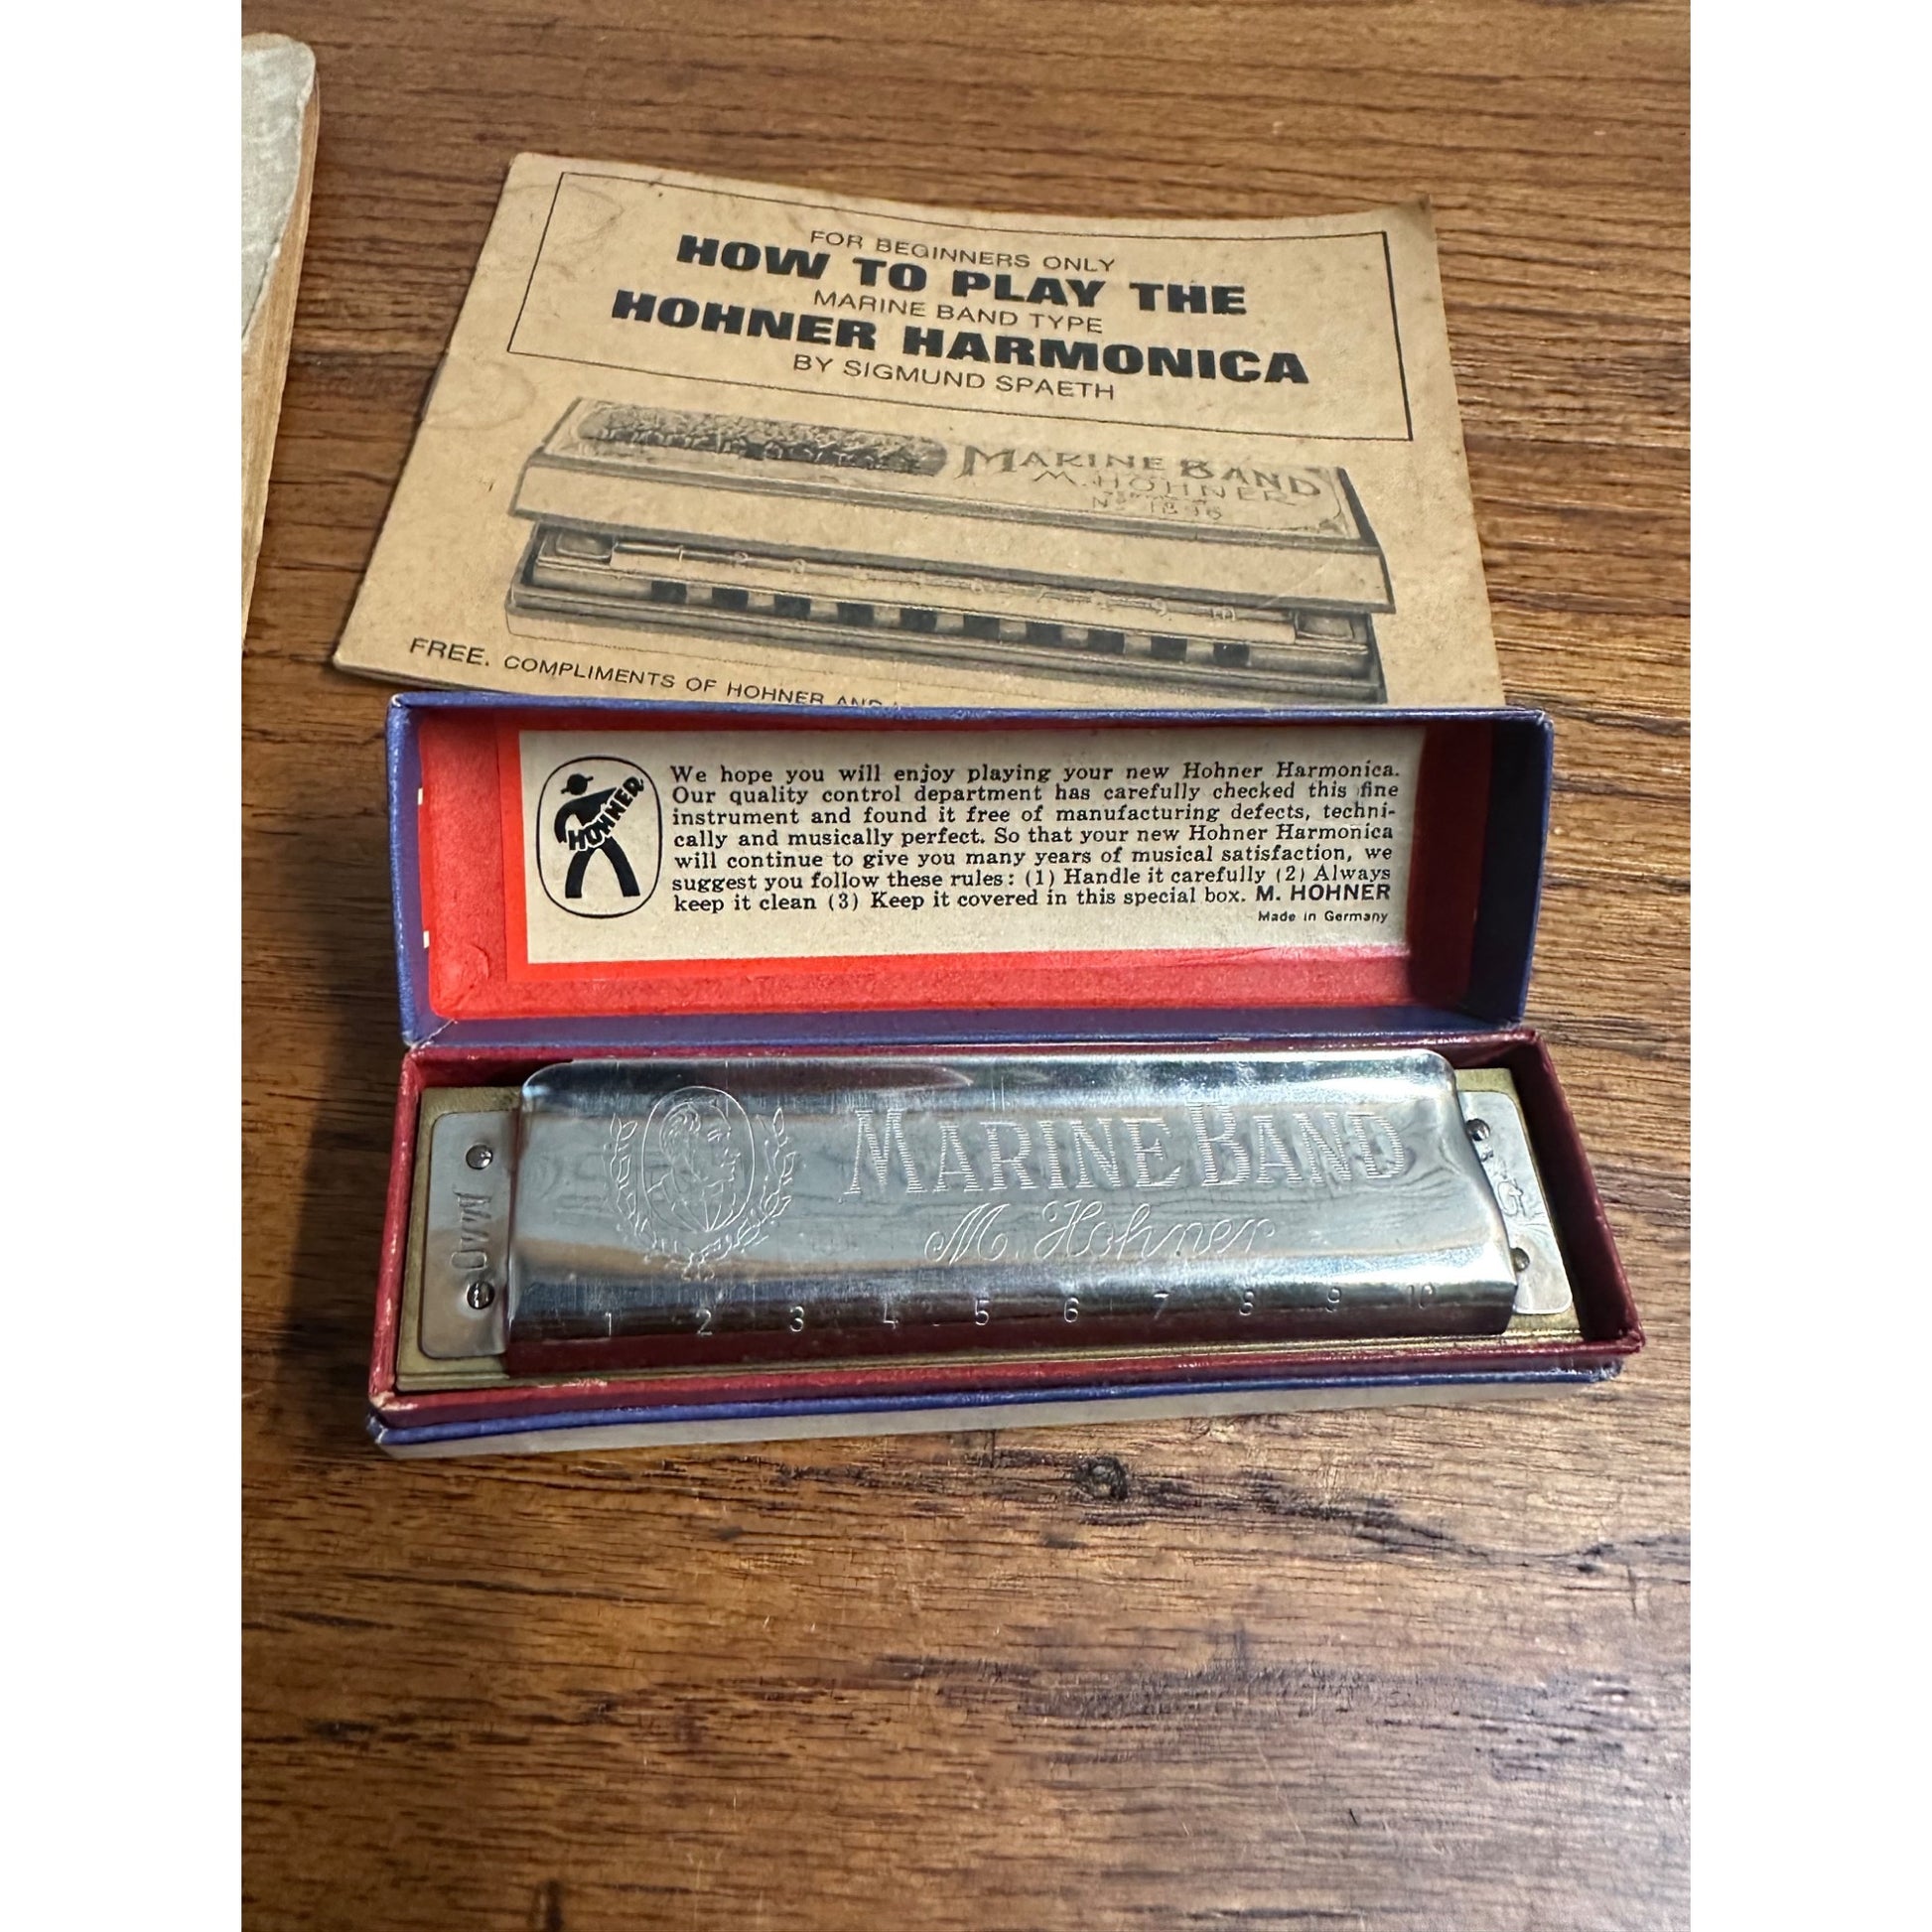 FOR BEGINNERS ONLY
HOW TO PLAY THE
MARINE BAND TYPE
HOHNER HARMONICA
BY SIGMUND SPAETH
MARINE BAND
M. HOHNER
No 1896
FREE. COMPLIMENTS OF HOHNER AND
HOHNER
We hope you will enjoy playing your new Hohner Harmonica.
Our quality control department has carefully checked this fine
instrument and found it free of manufacturing defects, techni-
cally and musically perfect. So that your new Hohner Harmonica
will continue to give you many years of musical satisfaction, we
suggest you follow these rules: (1) Handle it carefully (2) Always
keep it clean (3) Keep it covered in this special box. M. HOHNER
Made in Germany
MARINE BAND
M. Hohner
1 2 3 4 5 6 7 8 9 10